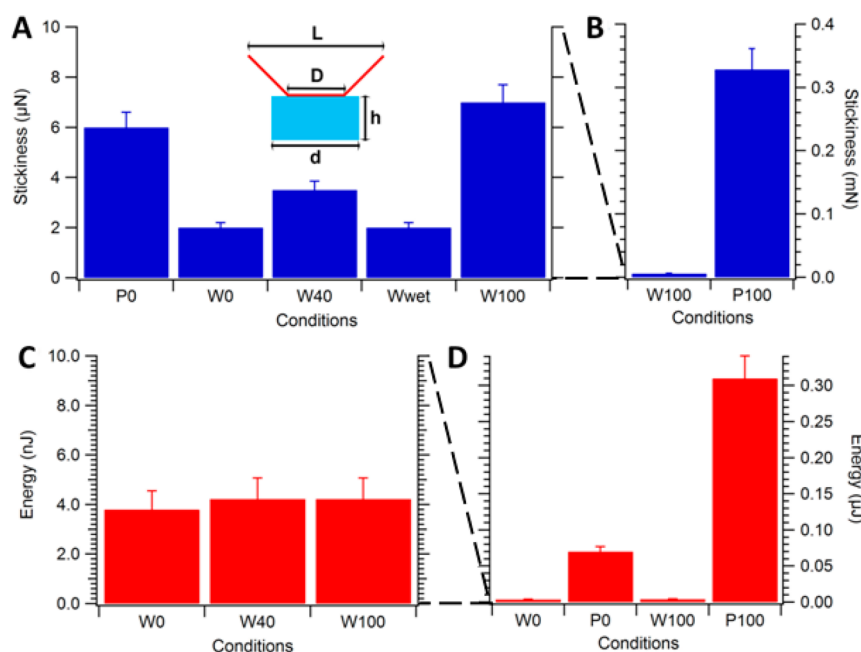 A
Stickiness (µN)
10
8
6
4
2
0
L
D
h
d
P0 W0 W40 Wwet W100
Conditions
B
0.4
0.3
0.2
0.1
0.0
Stickiness (mN)
W100 P100
Conditions
C
Energy (nJ)
10.0
8.0
6.0
4.0
2.0
0.0
W0 W40 W100
Conditions
D
0.30
0.25
0.20
0.15
0.10
0.05
0.00
Energy (µJ)
W0 P0 W100 P100
Conditions